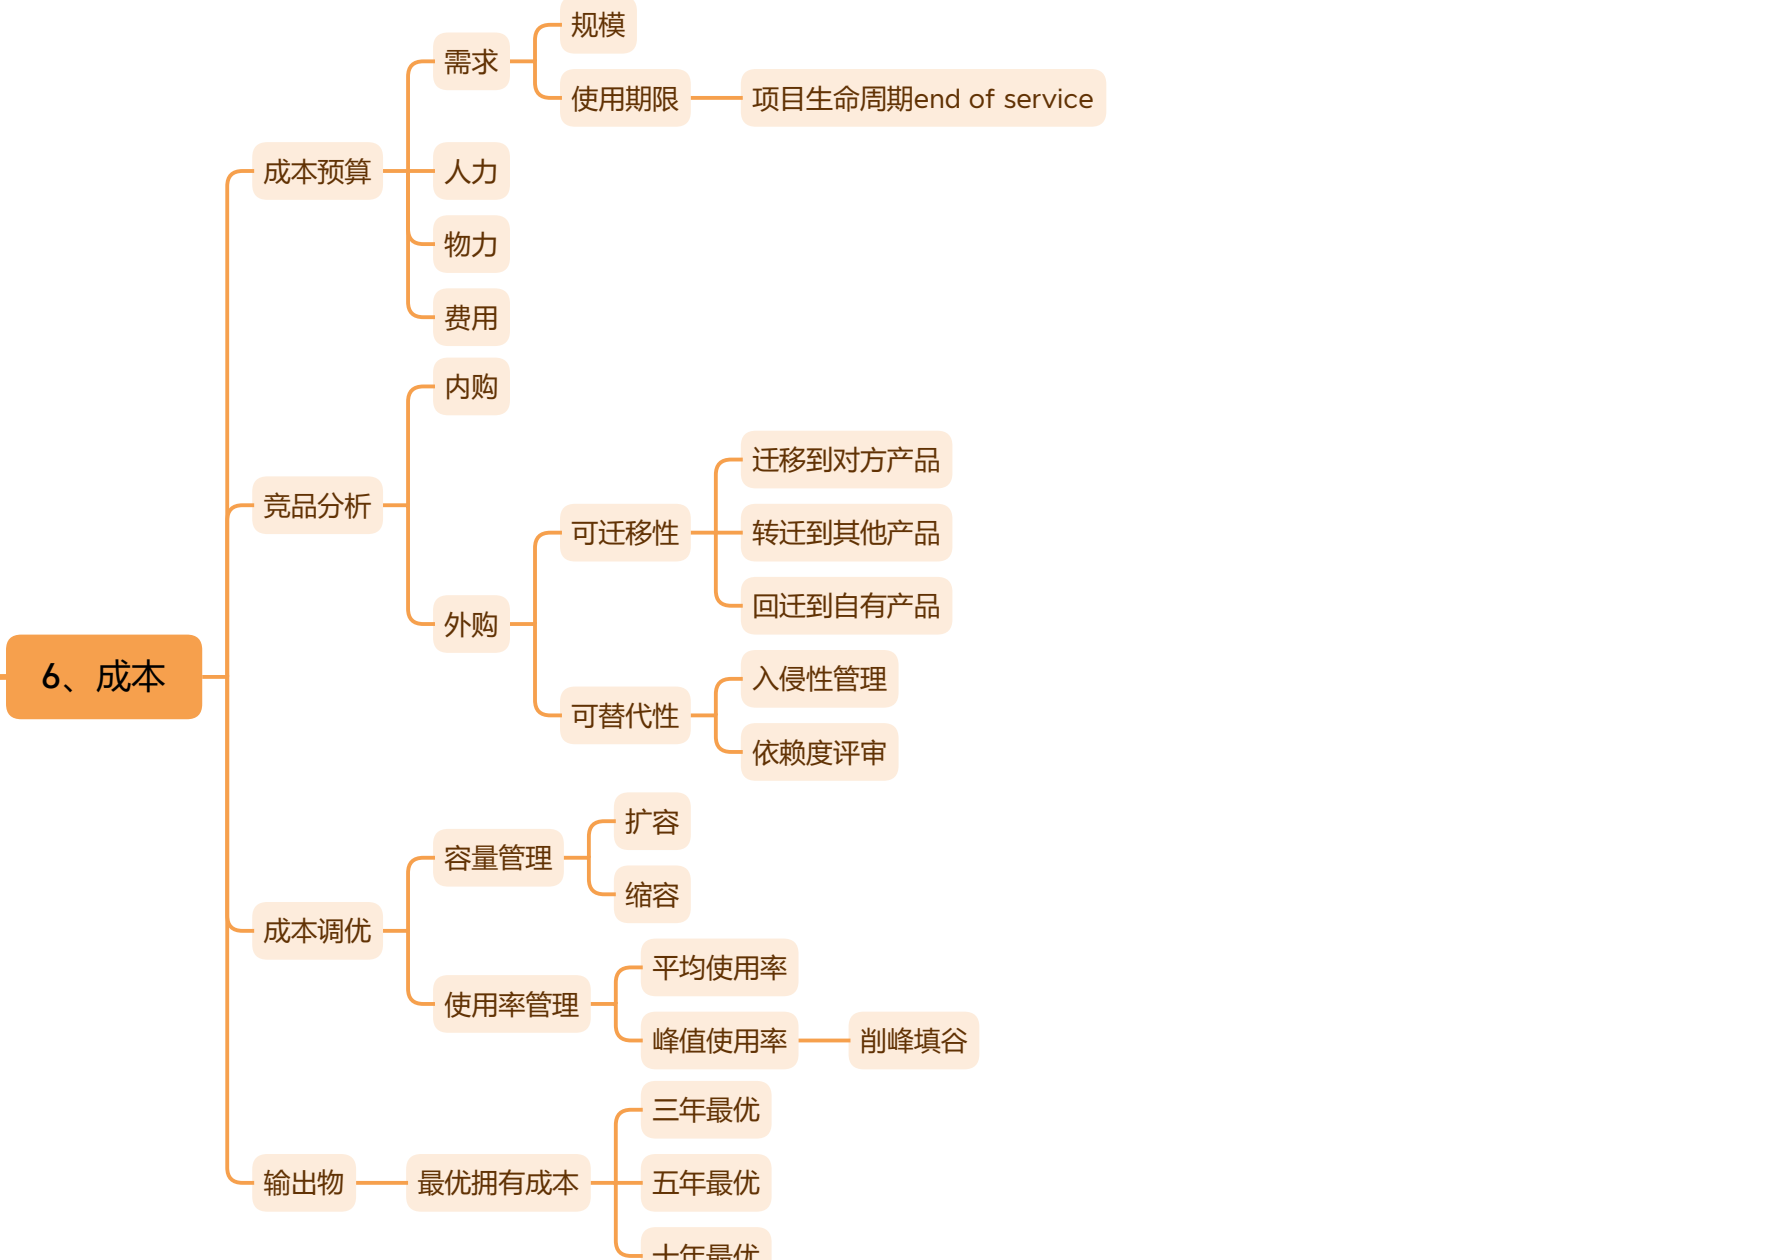 6、成本
成本预算
需求
规模
使用期限
项目生命周期end of service
人力
物力
费用
竞品分析
内购
外购
可迁移性
迁移到对方产品
转迁到其他产品
回迁到自有产品
可替代性
入侵性管理
依赖度评审
成本调优
容量管理
扩容
缩容
使用率管理
平均使用率
峰值使用率
削峰填谷
输出物
最优拥有成本
三年最优
五年最优
十年最优